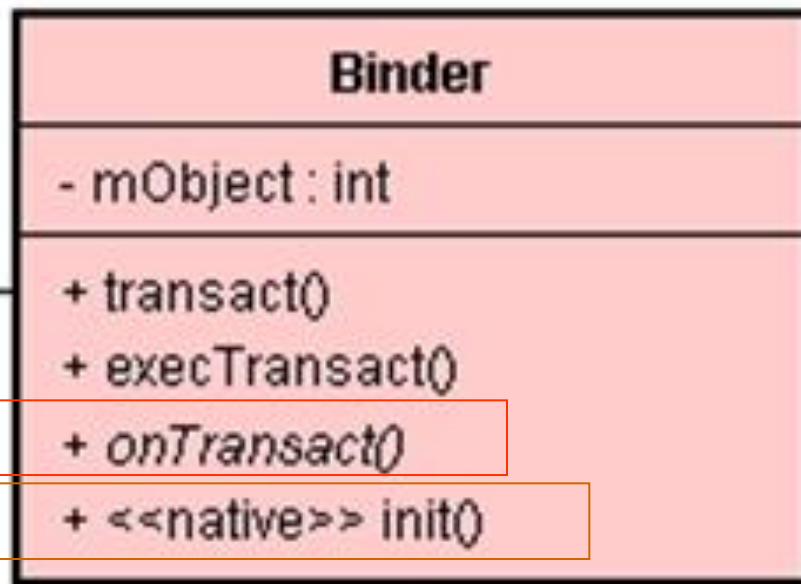 Binder
- mObject : int
+ transact()
+ execTransact()
+ onTransact()
+ <<native>> init()